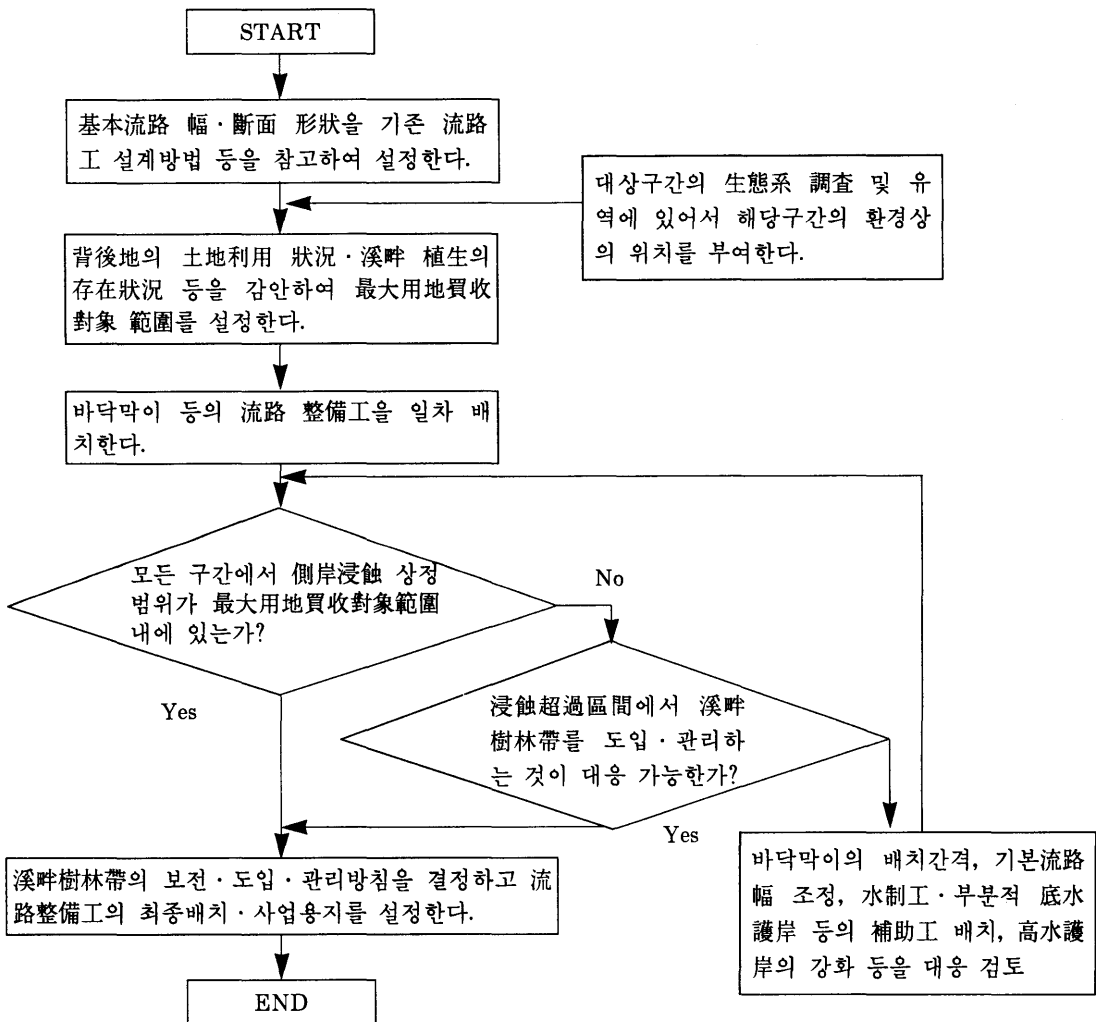 START
基本流路 幅·斷面 形狀을 기존 流路
工 설계방법 등을 참고하여 설정한다.
대상구간의 生態系 調査 및 유
역에 있어서 해당구간의 환경상
의 위치를 부여한다.
背後地의 土地利用 狀況·溪畔 植生의
存在狀況 등을 감안하여 最大用地買收
對象 範圍를 설정한다.
바닥막이 등의 流路 整備工을 일차 배
치한다.
모든 구간에서 側岸浸蝕 상정
범위가 最大用地買收對象範圍
내에 있는가?
No
Yes
浸蝕超過區間에서 溪畔
樹林帶를 도입·관리하
는 것이 대응 가능한가?
Yes
바닥막이의 배치간격, 기본流路
幅 조정, 水制工·부분적 底水
護岸 등의 補助工 배치, 高水護
岸의 강화 등을 대응 검토
溪畔樹林帶의 보전·도입·관리방침을 결정하고 流
路整備工의 최종배치·사업용지를 설정한다.
END